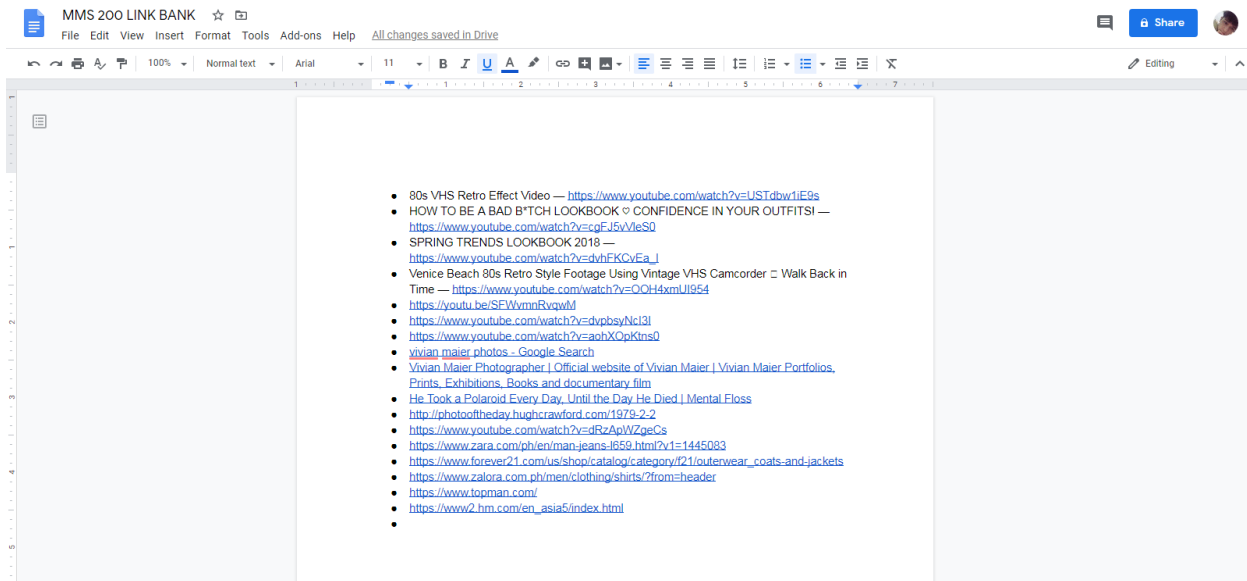 MMS 200 LINK BANK
File Edit View Insert Format Tools Add-ons Help All changes saved in Drive
Share
100% Normal text Arial 11 B I U A Editing
1 1 2 3 4 5 6 7
● 80s VHS Retro Effect Video — https://www.youtube.com/watch?v=USTdbw1iE9s
● HOW TO BE A BAD B*TCH LOOKBOOK ♡ CONFIDENCE IN YOUR OUTFITS! —
https://www.youtube.com/watch?v=cgFJ5vVleS0
● SPRING TRENDS LOOKBOOK 2018 —
https://www.youtube.com/watch?v=dvhFKCvEa_I
● Venice Beach 80s Retro Style Footage Using Vintage VHS Camcorder □ Walk Back in
Time — https://www.youtube.com/watch?v=OOH4xmUI954
● https://youtu.be/SFWvmnRvqwM
● https://www.youtube.com/watch?v=dvpbsyNcI3I
● https://www.youtube.com/watch?v=aohXOpKtns0
● vivian maier photos - Google Search
● Vivian Maier Photographer | Official website of Vivian Maier | Vivian Maier Portfolios,
Prints, Exhibitions, Books and documentary film
● He Took a Polaroid Every Day, Until the Day He Died | Mental Floss
● http://photooftheday.hughcrawford.com/1979-2-2
● https://www.youtube.com/watch?v=dRzApWZgeCs
● https://www.zara.com/ph/en/man-jeans-l659.html?v1=1445083
● https://www.forever21.com/us/shop/catalog/category/f21/outerwear_coats-and-jackets
● https://www.zalora.com.ph/men/clothing/shirts/?from=header
● https://www.topman.com/
● https://www2.hm.com/en_asia5/index.html
●